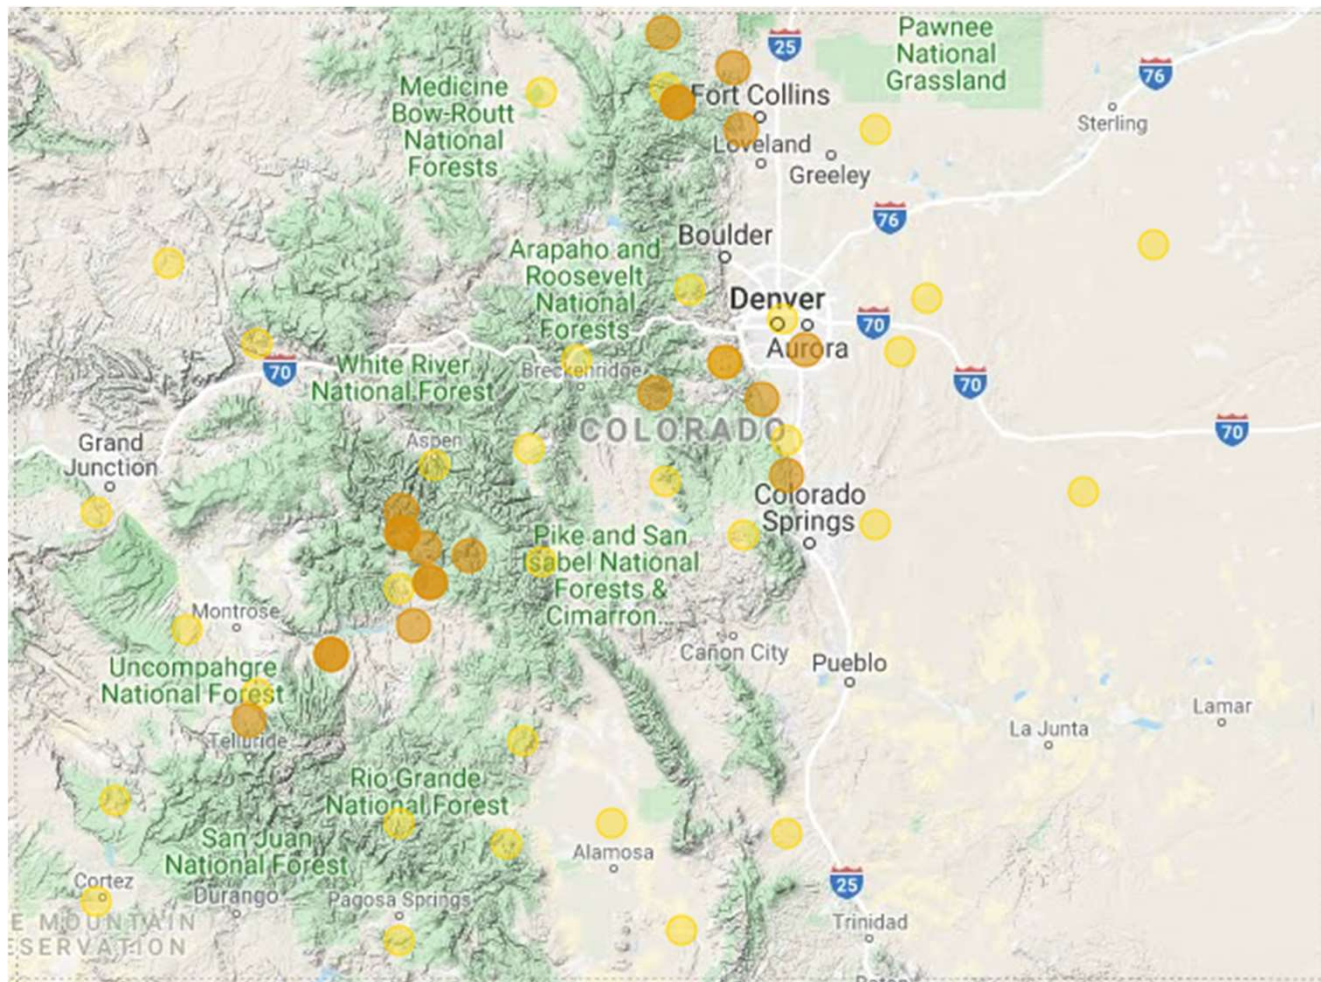 Pawnee
National
Grassland
25
76
Medicine
Bow-Routt
National
Forests
Fort Collins
Sterling
Loveland
Greeley
76
Boulder
Arapaho and
Roosevelt
National
Forests
Denver
70
Aurora
70
White River
National Forest
Breckenridge
70
COLORADO
70
Grand
Junction
Aspen
Colorado
Springs
Pike and San
Isabel National
Forests &
Cimarron...
Montrose
Cañon City
Pueblo
Uncompahgre
National Forest
Lamar
La Junta
Telluride
Rio Grande
National Forest
San Juan
National Forest
Alamosa
25
Cortez
Durango
Pagosa Springs
E MOUNTAIN
ESERVATION
Trinidad